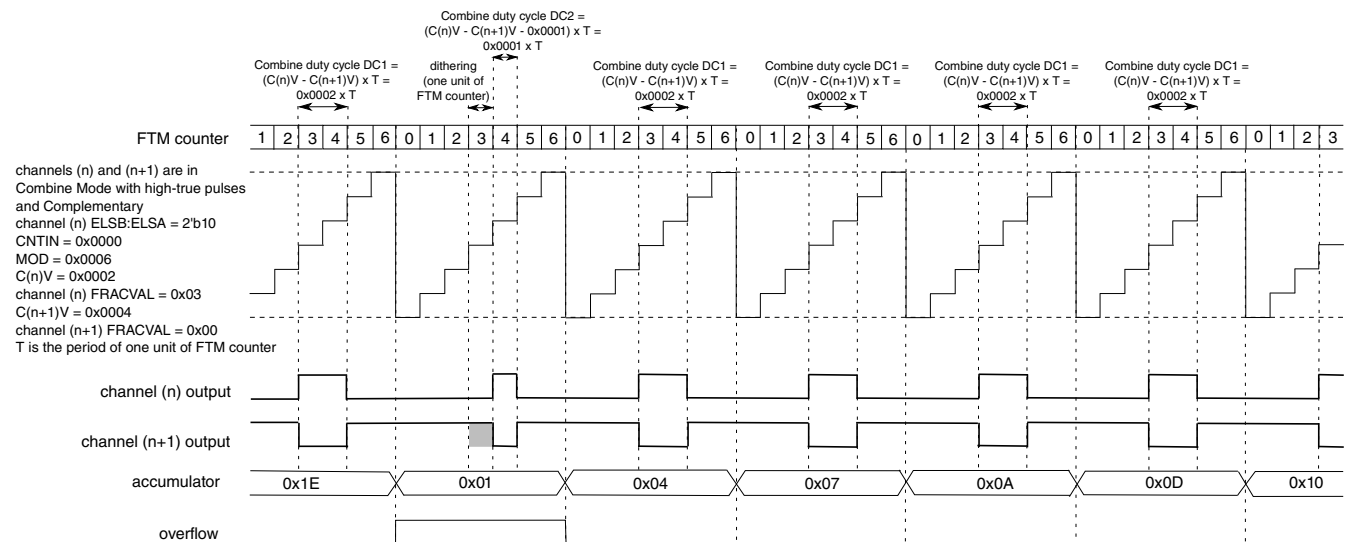 Combine duty cycle DC2 =
(C(n)V - C(n+1)V - 0x0001) x T =
0x0001 x T
Combine duty cycle DC1 =
(C(n)V - C(n+1)V) x T =
0x0002 x T
dithering
(one unit of
FTM counter)
Combine duty cycle DC1 =
(C(n)V - C(n+1)V) x T =
0x0002 x T
Combine duty cycle DC1 =
(C(n)V - C(n+1)V) x T =
0x0002 x T
Combine duty cycle DC1 =
(C(n)V - C(n+1)V) x T =
0x0002 x T
Combine duty cycle DC1 =
(C(n)V - C(n+1)V) x T =
0x0002 x T
FTM counter 1 2 3 4 5 6 0 1 2 3 4 5 6 0 1 2 3 4 5 6 0 1 2 3 4 5 6 0 1 2 3 4 5 6 0 1 2 3 4 5 6 0 1 2 3
channels (n) and (n+1) are in
Combine Mode with high-true pulses
and Complementary
channel (n) ELSB:ELSA = 2'b10
CNTIN = 0x0000
MOD = 0x0006
C(n)V = 0x0002
channel (n) FRACVAL = 0x03
C(n+1)V = 0x0004
channel (n+1) FRACVAL = 0x00
T is the period of one unit of FTM counter
channel (n) output
channel (n+1) output
accumulator 0x1E 0x01 0x04 0x07 0x0A 0x0D 0x10
overflow